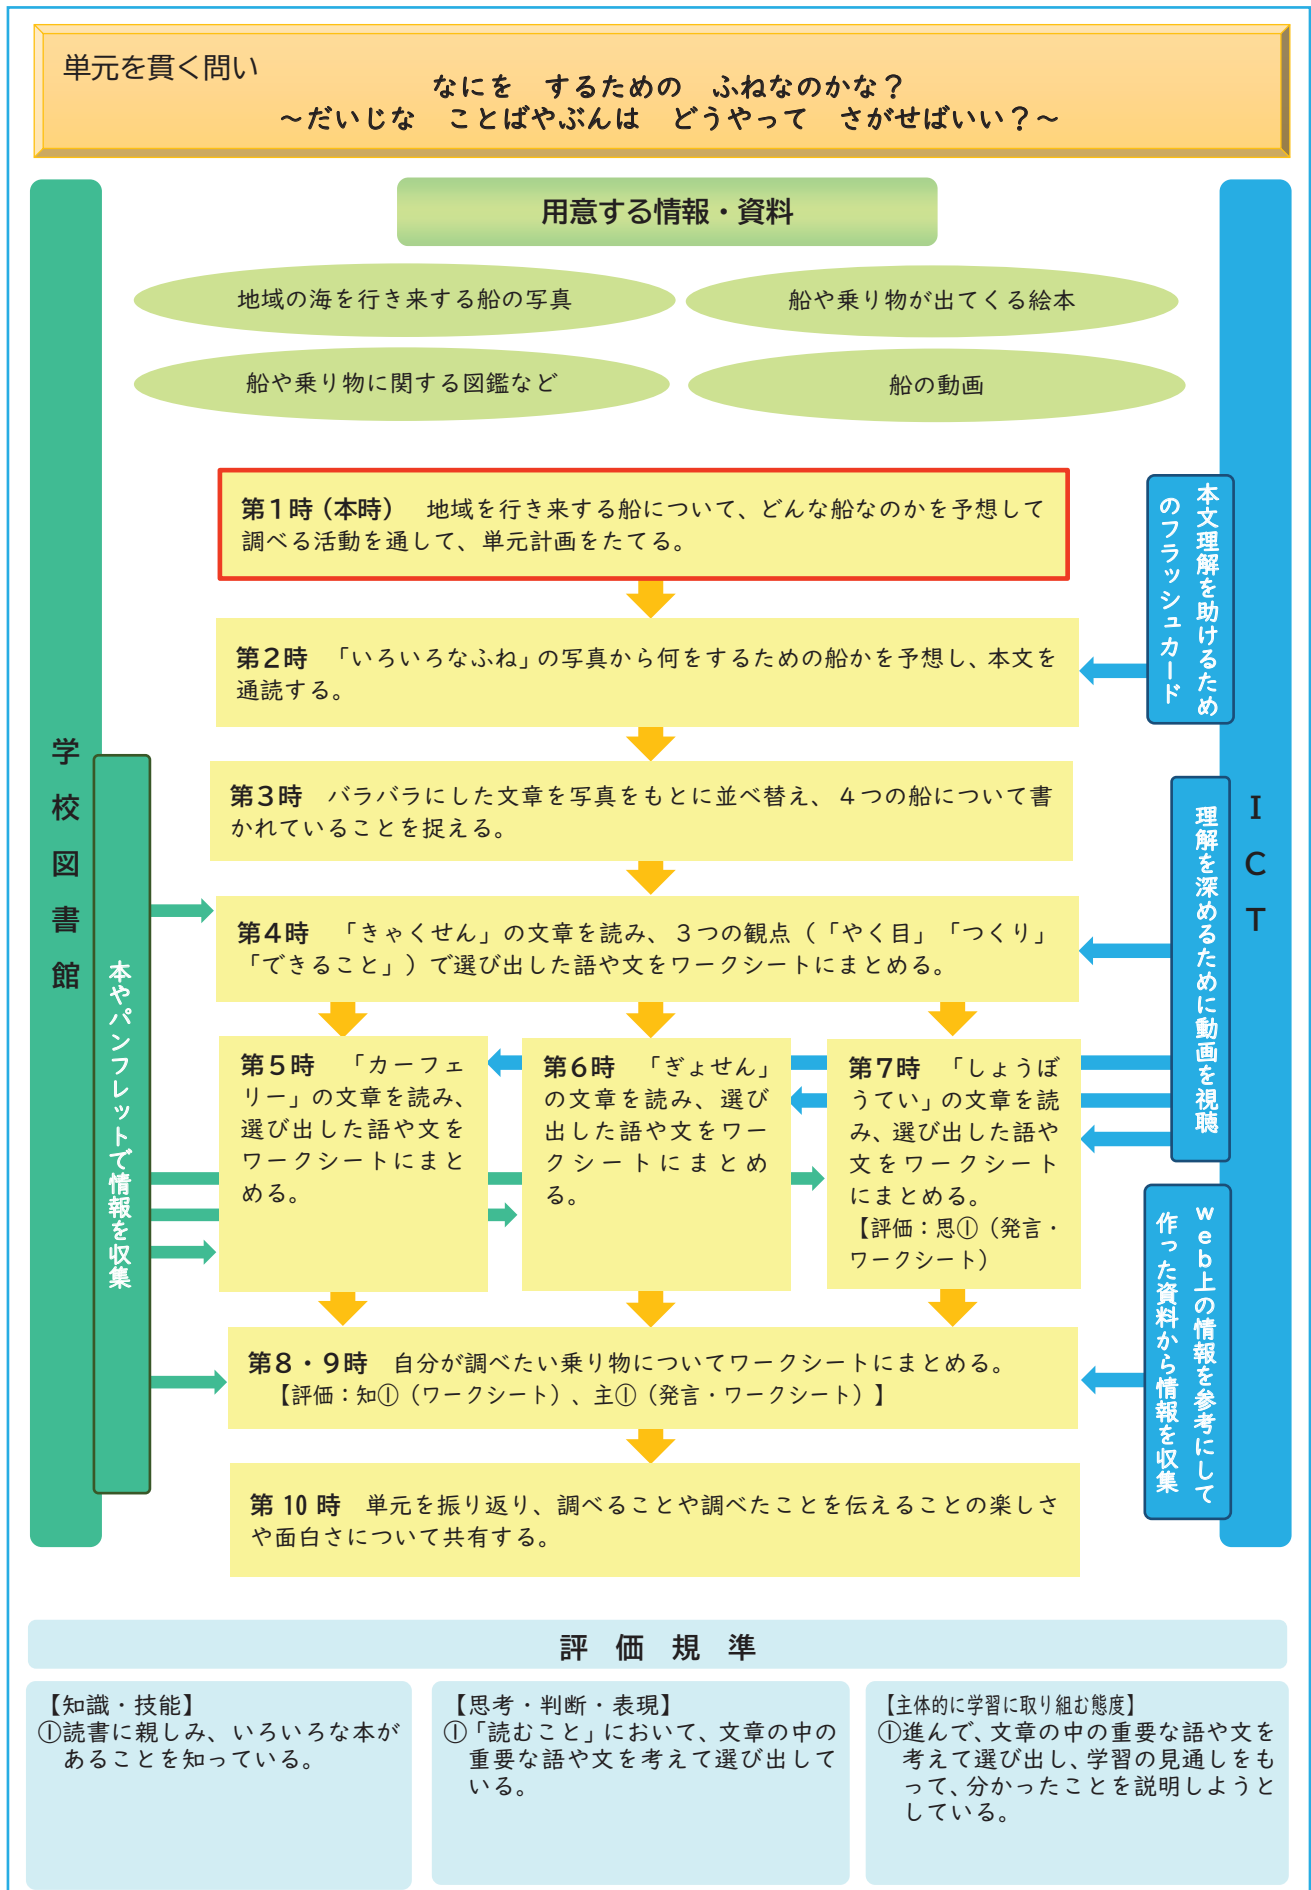 単元を貫く問い
なにを　するための　ふねなのかな？
～だいじな　ことばやぶんは　どうやって　さがせばいい？～
用意する情報・資料
地域の海を行き来する船の写真
船や乗り物が出てくる絵本
船や乗り物に関する図鑑など
船の動画
学校図書館
本やパンフレットで情報を収集
ICT
本文理解を助けるため
のフラッシュカード
理解を深めるために動画を視聴
web上の情報を参考にして
作った資料から情報を収集
第1時（本時）　地域を行き来する船について、どんな船なのかを予想して
調べる活動を通して、単元計画をたてる。
第2時　「いろいろなふね」の写真から何をするための船かを予想し、本文を
通読する。
第3時　バラバラにした文章を写真をもとに並べ替え、４つの船について書
かれていることを捉える。
第4時　「きゃくせん」の文章を読み、３つの観点（「やく目」「つくり」
「できること」）で選び出した語や文をワークシートにまとめる。
第5時　「カーフェ
リー」の文章を読み、
選び出した語や文を
ワークシートにまと
める。
第6時　「ぎょせん」
の文章を読み、選び
出した語や文をワー
クシートにまとめ
る。
第7時　「しょうぼ
うてい」の文章を読
み、選び出した語や
文をワークシート
にまとめる。
【評価：思①（発言・
ワークシート）
第8・9時　自分が調べたい乗り物についてワークシートにまとめる。
【評価：知①（ワークシート）、主①（発言・ワークシート）】
第 10 時　単元を振り返り、調べることや調べたことを伝えることの楽しさ
や面白さについて共有する。
評　価　規　準
【知識・技能】
①読書に親しみ、いろいろな本が
あることを知っている。
【思考・判断・表現】
①「読むこと」において、文章の中の
重要な語や文を考えて選び出して
いる。
【主体的に学習に取り組む態度】
①進んで、文章の中の重要な語や文を
考えて選び出し、学習の見通しをも
って、分かったことを説明しようと
している。